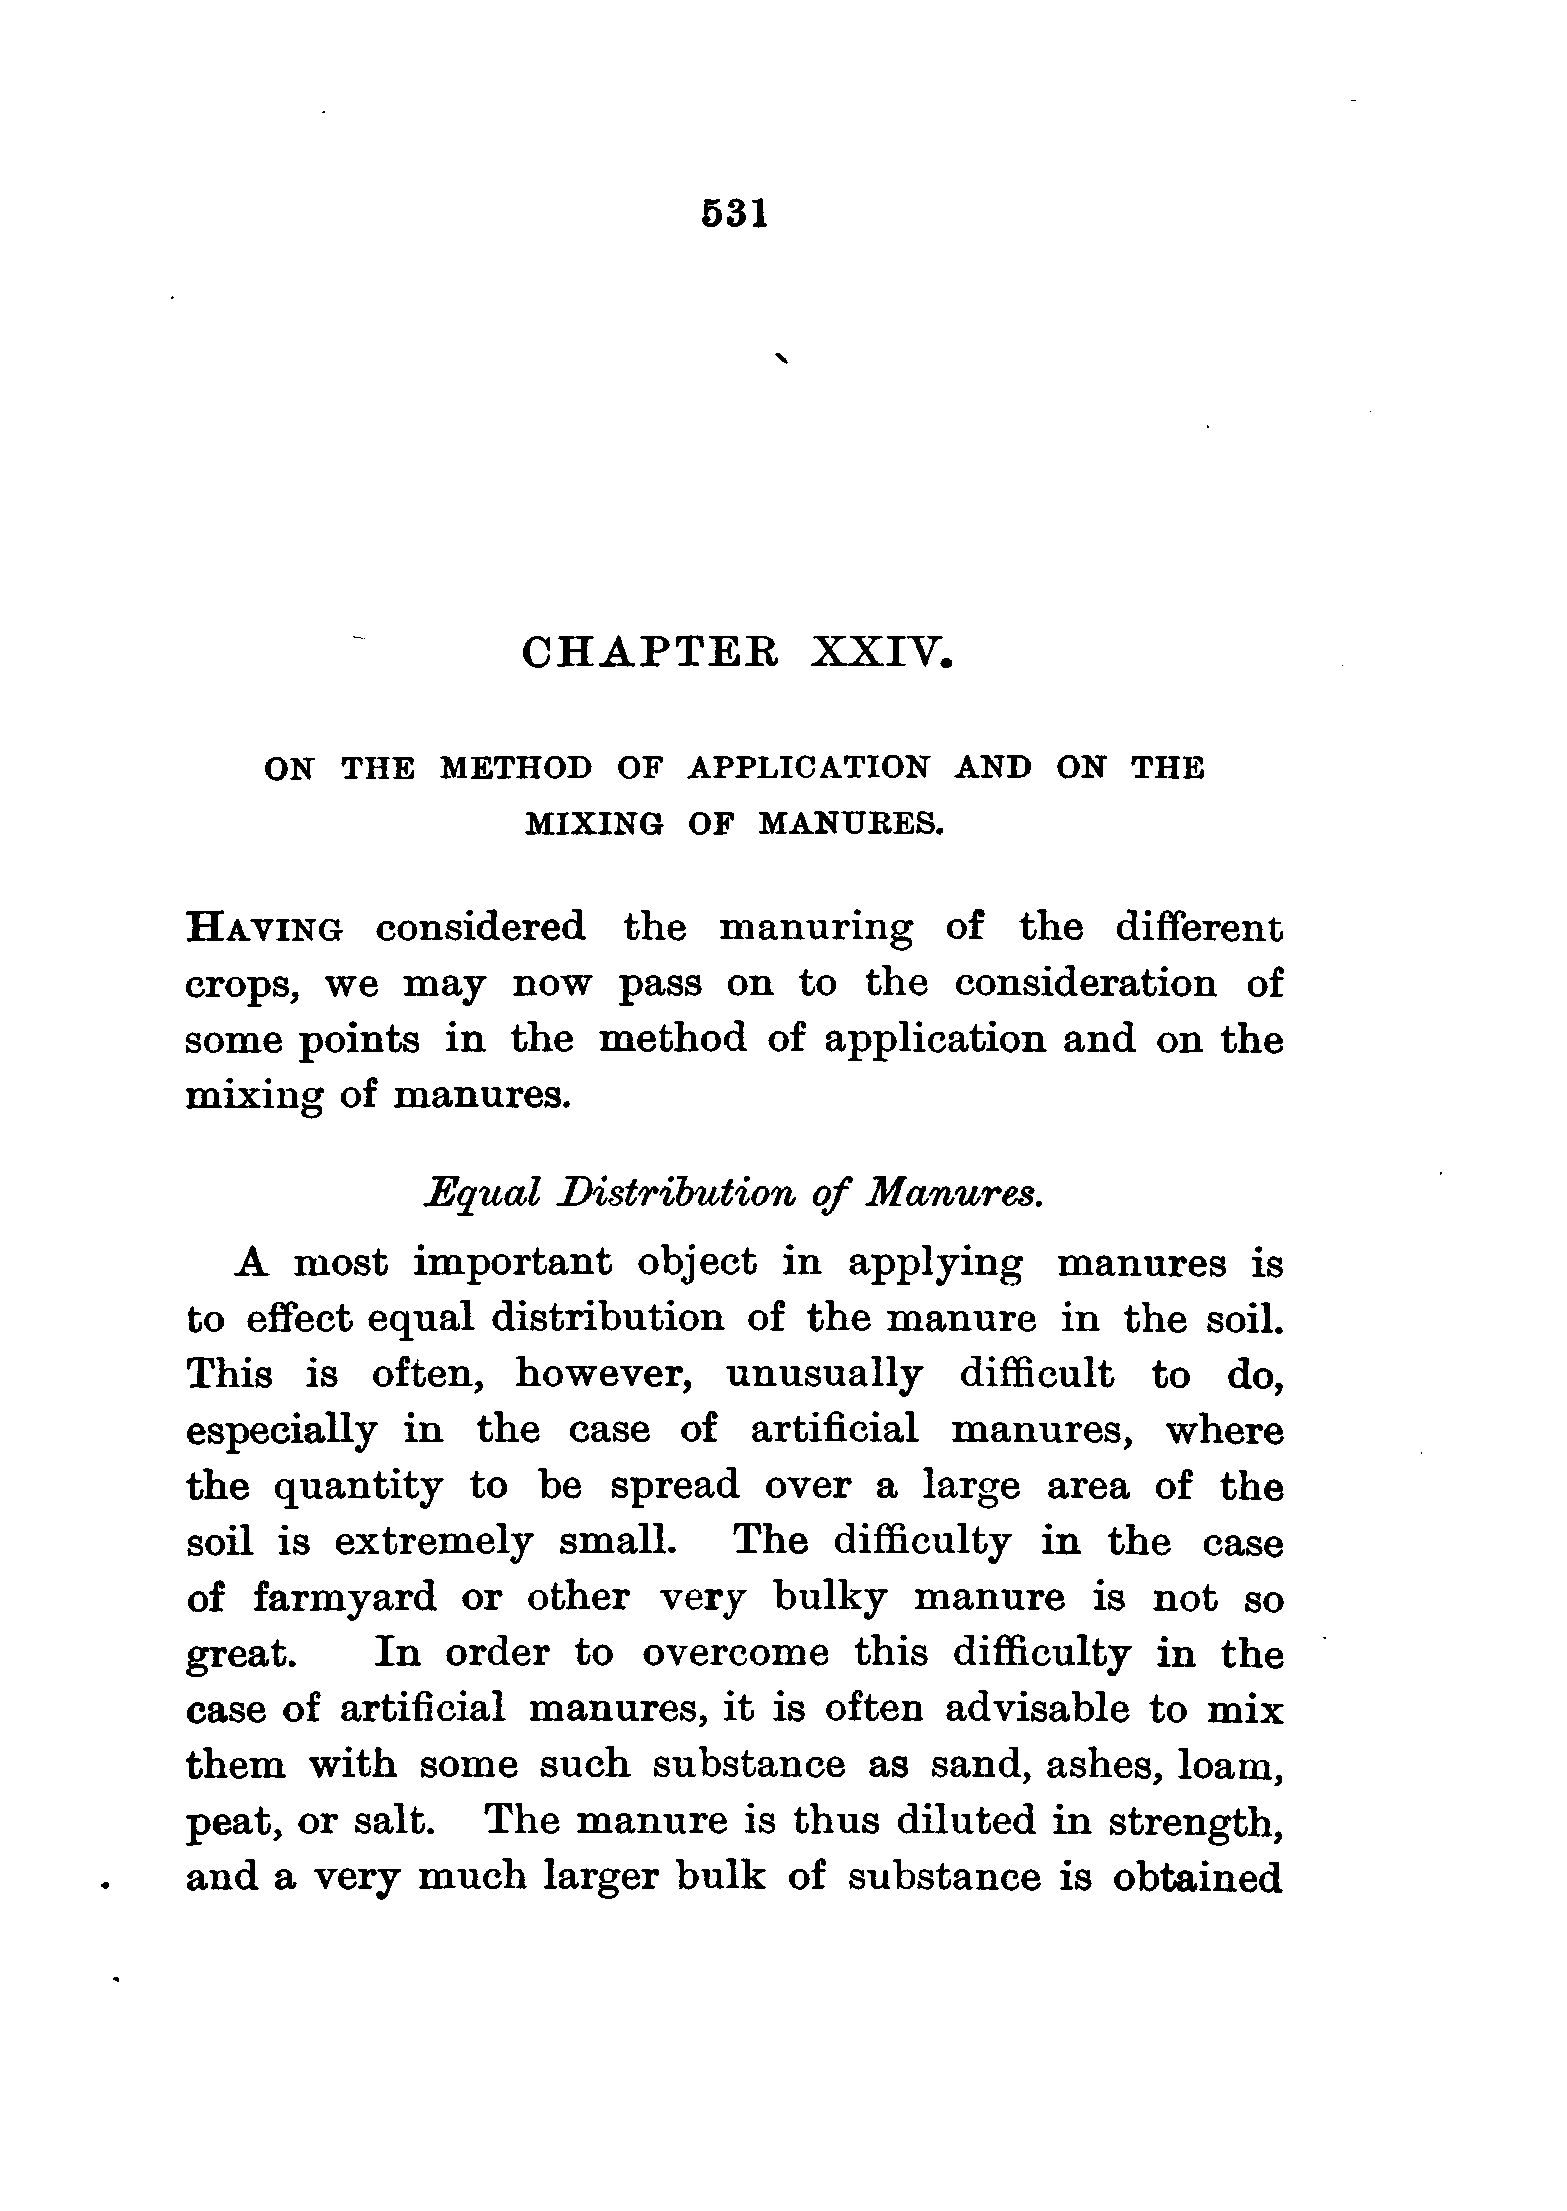 531
CHAPTER XXIV.
ON THE METHOD OF APPLICATION AND ON THE
MIXING OF MANURES.
HAVING considered the manuring of the different
crops, we may now pass on to the consideration of
some points in the method of application and on the
mixing of manures.
Equal Distribution of Manures.
A most important object in applying manures is
to effect equal distribution of the manure in the soil.
This is often, however, unusually difficult to do,
especially in the case of artificial manures, where
the quantity to be spread over a large area of the
soil is extremely small. The difficulty in the case
of farmyard or other very bulky manure is not so
great. In order to overcome this difficulty in the
case of artificial manures, it is often advisable to mix
them with some such substance as sand, ashes, loam,
peat, or salt. The manure is thus diluted in strength,
and a very much larger bulk of substance is obtained